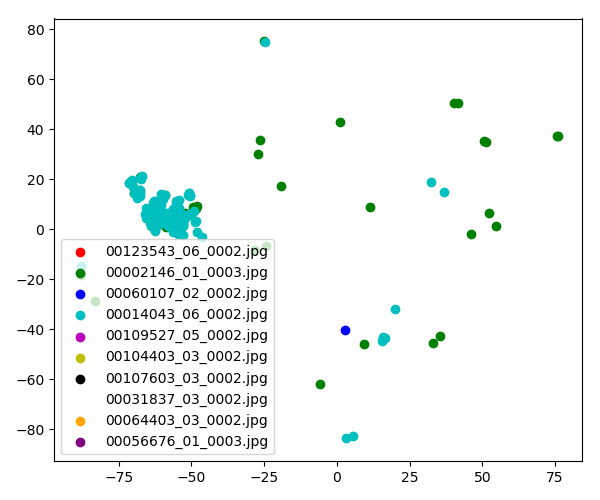 80
60
40
20
0
−20
−40
−60
−80
00123543_06_0002.jpg
00002146_01_0003.jpg
00060107_02_0002.jpg
00014043_06_0002.jpg
00109527_05_0002.jpg
00104403_03_0002.jpg
00107603_03_0002.jpg
00031837_03_0002.jpg
00064403_03_0002.jpg
00056676_01_0003.jpg
−75 −50 −25 0 25 50 75